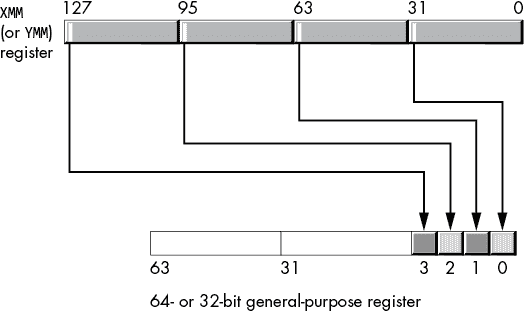 XMM
(or YMM)
register
127 95 63 31 0
63 31 3 2 1 0
64- or 32-bit general-purpose register